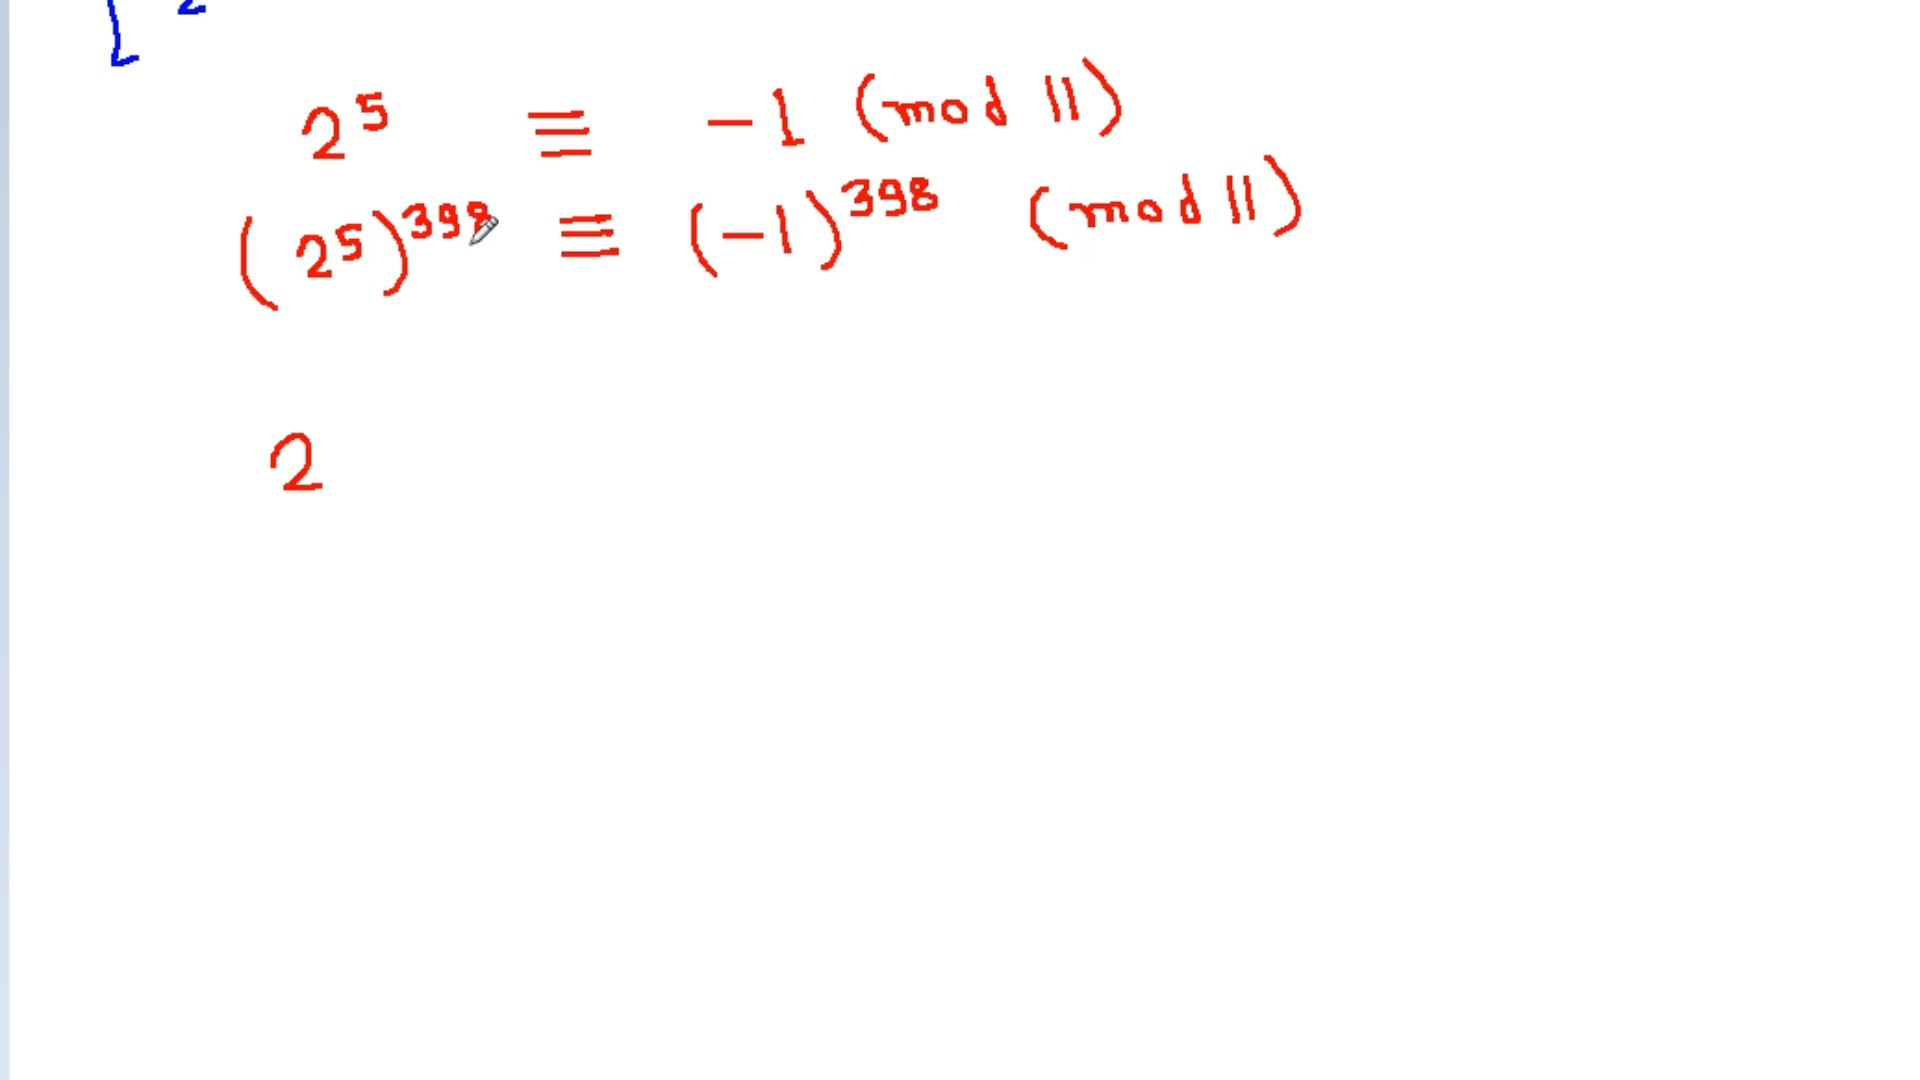 2^5 ≡ -1 (mod 11)
(2^5)^398 ≡ (-1)^398 (mod 11)
2